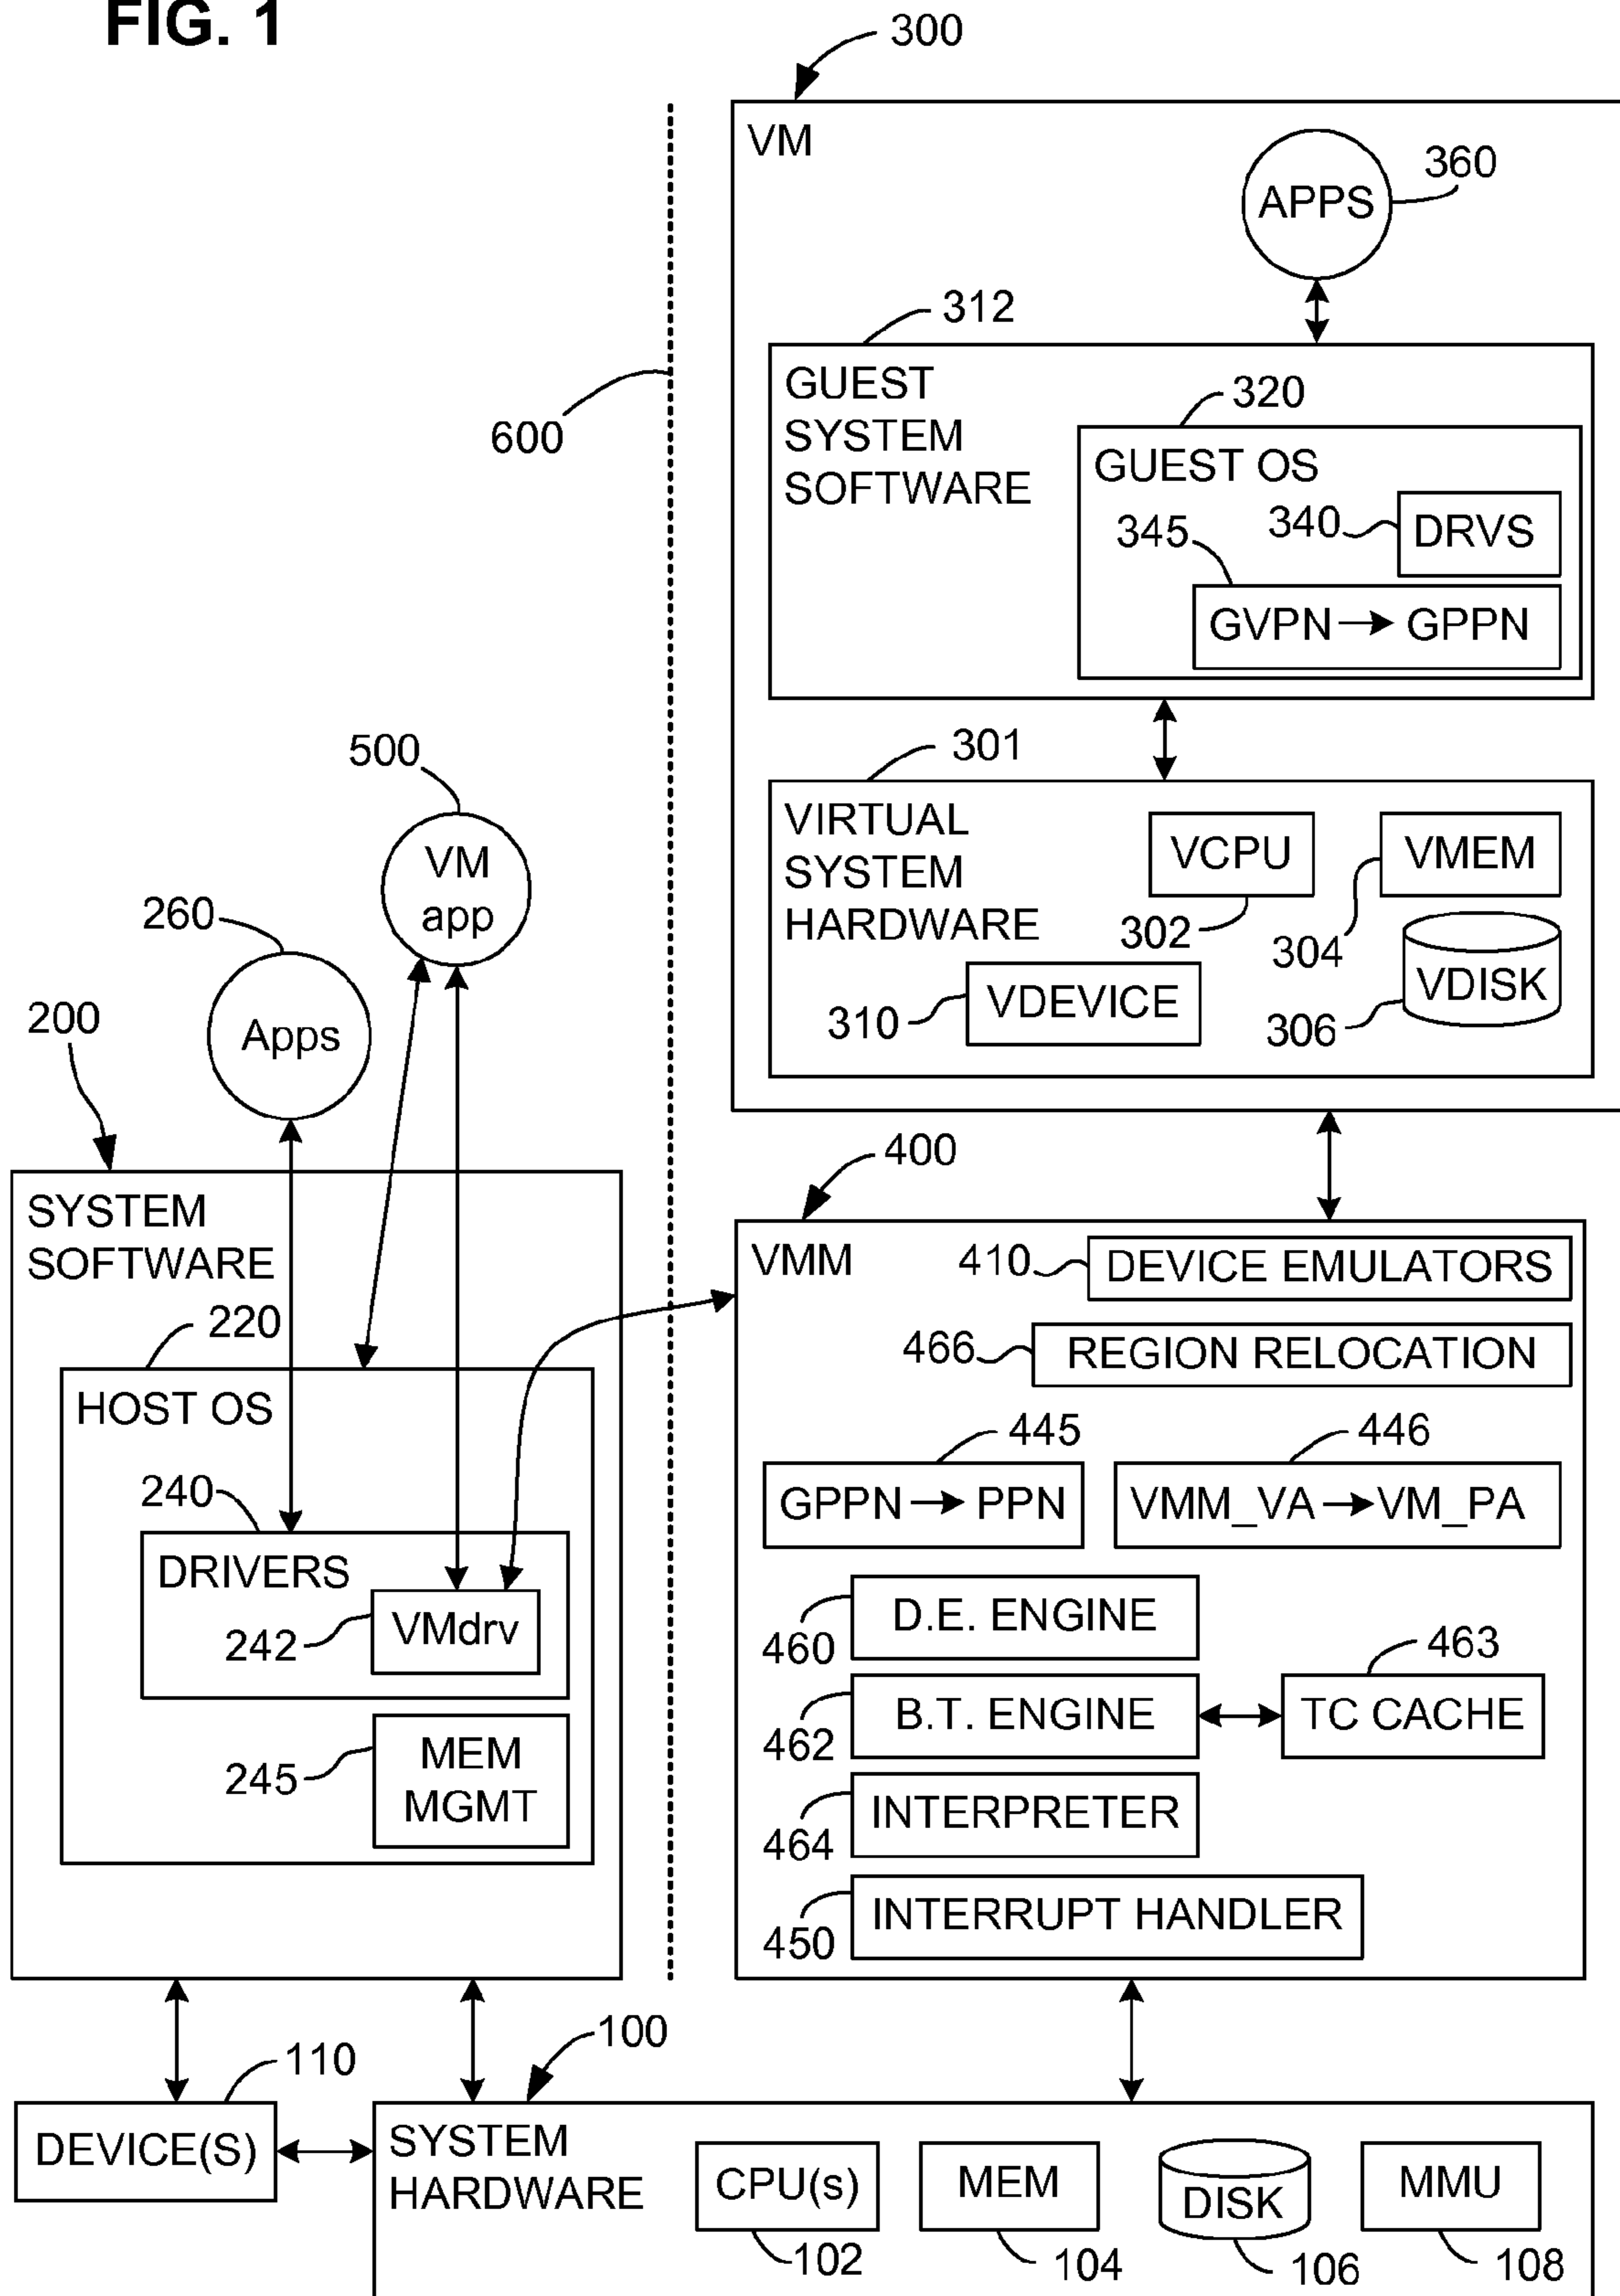 FIG. 1
300
VM
360
APPS
312
GUEST
SYSTEM
SOFTWARE
320
GUEST OS
340
DRVS
345
GVPN → GPPN
600
301
VIRTUAL
SYSTEM
HARDWARE
VCPU
302
VMEM
304
VDISK
306
VDEVICE
310
500
VM
app
260
Apps
200
SYSTEM
SOFTWARE
220
HOST OS
240
DRIVERS
VMdrv
242
MEM
MGMT
245
400
VMM
410
DEVICE EMULATORS
466
REGION RELOCATION
445
GPPN → PPN
446
VMM_VA → VM_PA
D.E. ENGINE
460
B.T. ENGINE
462
463
TC CACHE
INTERPRETER
464
INTERRUPT HANDLER
450
110
DEVICE(S)
100
SYSTEM
HARDWARE
CPU(s)
102
MEM
104
DISK
106
MMU
108